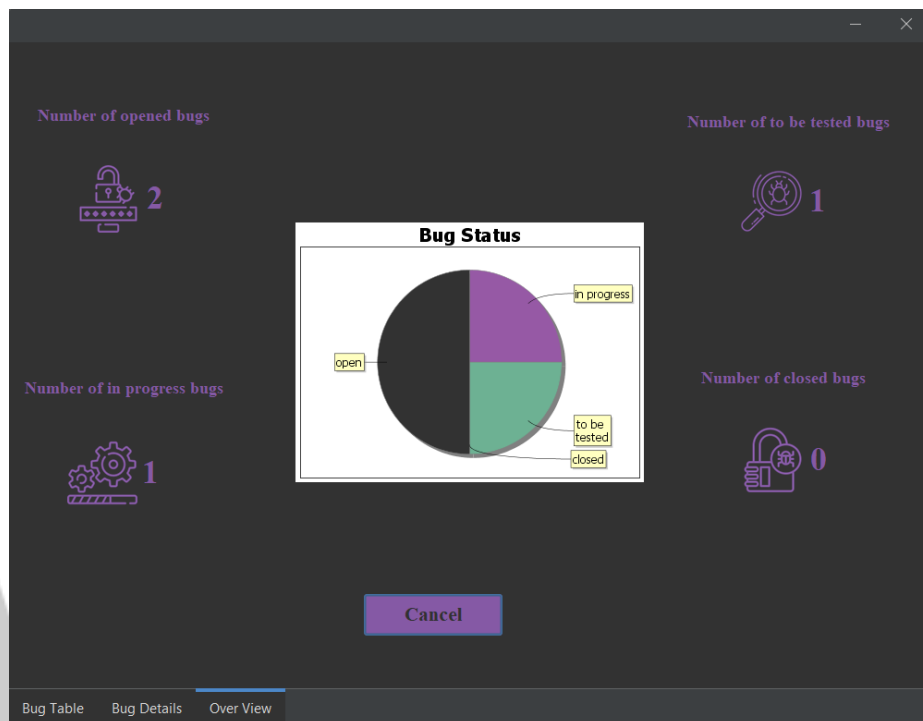 Number of opened bugs
2
Number of to be tested bugs
1
Bug Status
in progress
open
to be
tested
closed
Number of in progress bugs
1
Number of closed bugs
0
Cancel
Bug Table
Bug Details
Over View